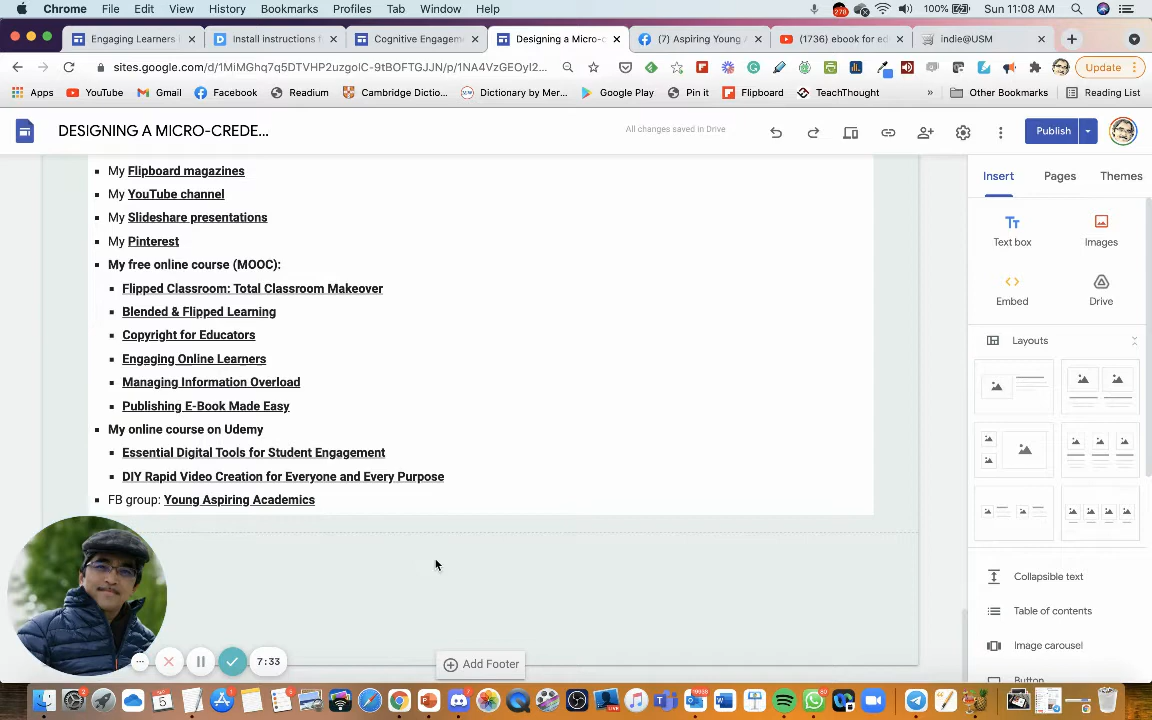 Chrome File Edit View History Bookmarks Profiles Tab Window Help 100% Sun 11:08 AM
Engaging Learners Install instructions f Cognitive Engagem Designing a Micro-c (7) Aspiring Young A (1736) ebook for ed indie@USM
sites.google.com/d/1MiMGhq7q5DTVHP2uzgolC-9tBOFTGJJN/p/1NA4VzGEOyI2... Update
Apps YouTube Gmail Facebook Readium Cambridge Dictio... Dictionary by Mer... Google Play Pin it Flipboard TeachThought » Other Bookmarks Reading List
DESIGNING A MICRO-CREDE... All changes saved in Drive Publish
Insert Pages Themes
My Flipboard magazines
My YouTube channel
My Slideshare presentations
My Pinterest
My free online course (MOOC):
Flipped Classroom: Total Classroom Makeover
Blended & Flipped Learning
Copyright for Educators
Engaging Online Learners
Managing Information Overload
Publishing E-Book Made Easy
My online course on Udemy
Essential Digital Tools for Student Engagement
DIY Rapid Video Creation for Everyone and Every Purpose
FB group: Young Aspiring Academics
Text box Images
Embed Drive
Layouts
Collapsible text
Table of contents
Image carousel
Button
7:33
Add Footer